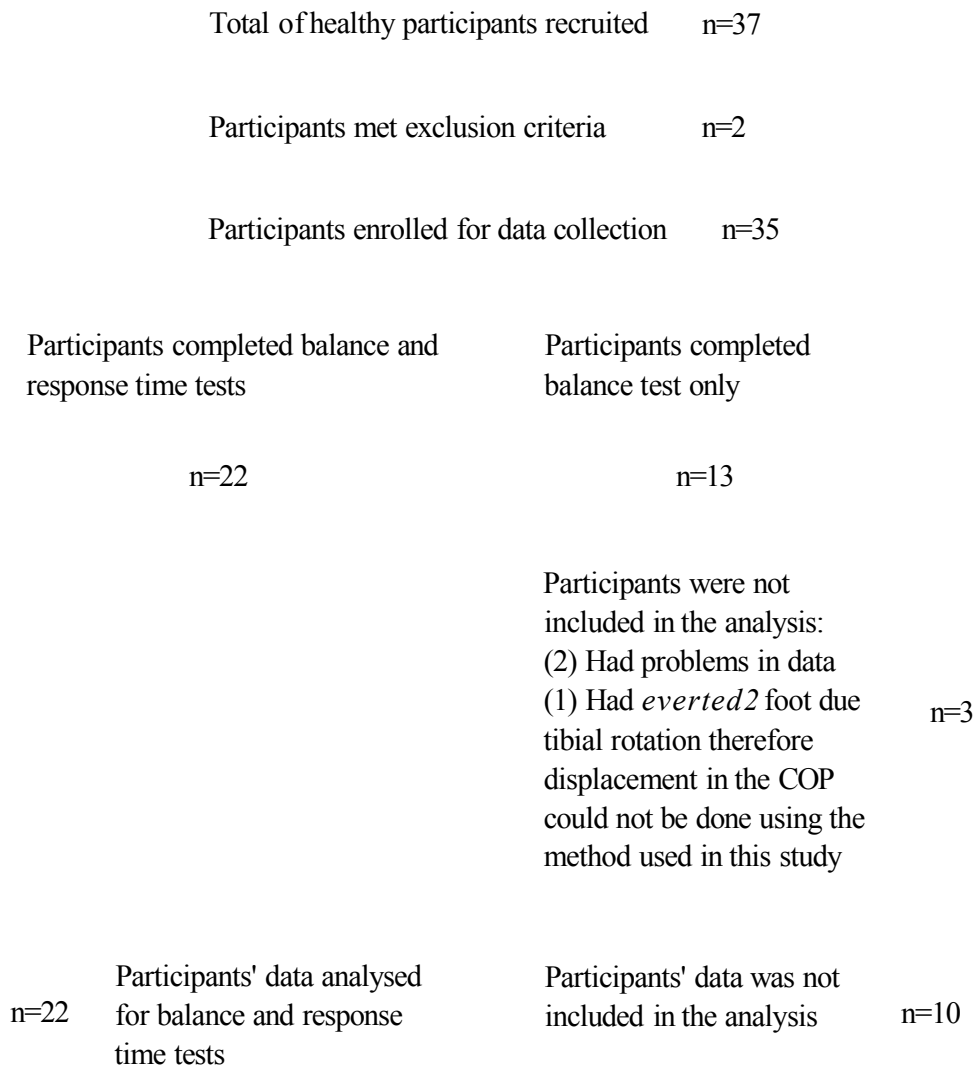 Total of healthy participants recruited n=37
Participants met exclusion criteria n=2
Participants enrolled for data collection n=35
Participants completed balance and
response time tests
n=22
Participants completed
balance test only
n=13
Participants were not
included in the analysis:
(2) Had problems in data
(1) Had everted2 foot due
tibial rotation therefore
displacement in the COP
could not be done using the
method used in this study
n=3
n=22
Participants' data analysed
for balance and response
time tests
Participants' data was not
included in the analysis
n=10